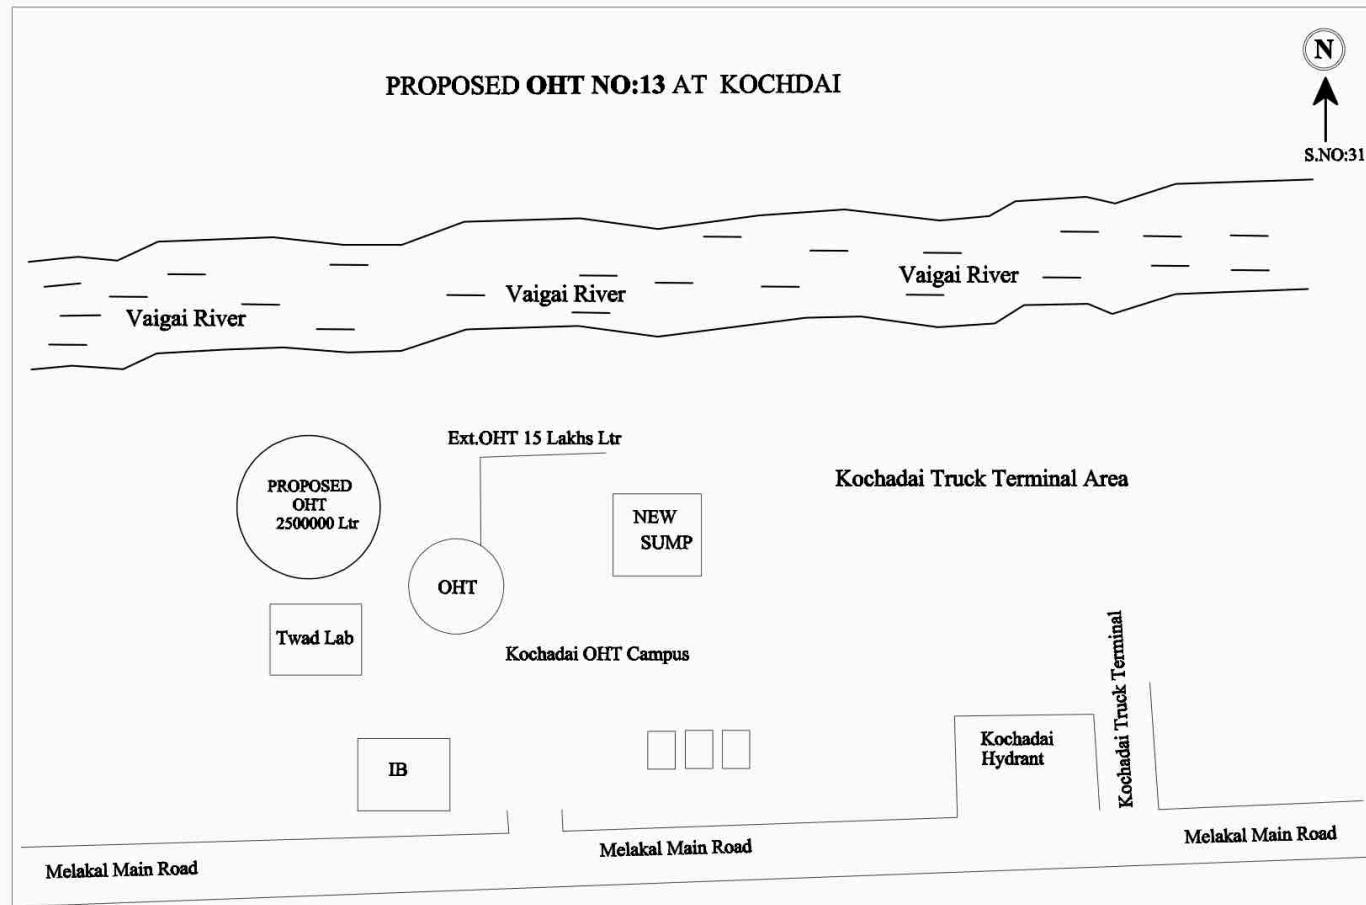 N
PROPOSED OHT NO:13 AT KOCHDAI
S.NO:31
Vaigai River
Vaigai River
Vaigai River
Ext.OHT 15 Lakhs Ltr
Kochadai Truck Terminal Area
PROPOSED
OHT
2500000 Ltr
NEW
SUMP
OHT
Twad Lab
Kochadai OHT Campus
Kochadai Truck Terminal
IB
Kochadai
Hydrant
Melakal Main Road
Melakal Main Road
Melakal Main Road